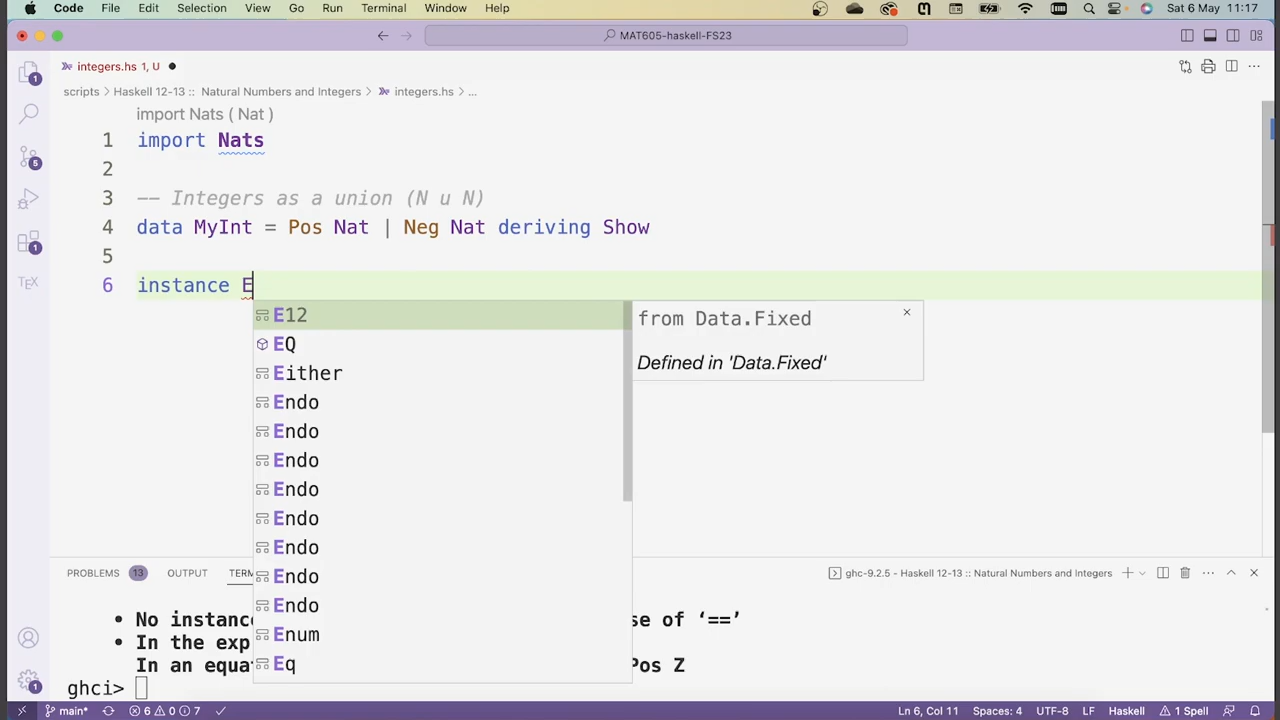 Code File Edit Selection View Go Run Terminal Window Help Sat 6 May 11:17
MAT605-haskell-FS23
integers.hs 1, U
scripts > Haskell 12-13 :: Natural Numbers and Integers > integers.hs > ...
import Nats ( Nat )
1 import Nats
2
3 -- Integers as a union (N u N)
4 data MyInt = Pos Nat | Neg Nat deriving Show
5
6 instance E
E12
EQ
Either
Endo
Endo
Endo
Endo
Endo
Endo
Endo
Endo
Enum
Eq
from Data.Fixed
Defined in 'Data.Fixed'
1
5
1
TEX
1
PROBLEMS 13 OUTPUT TERM
ghc-9.2.5 - Haskell 12-13 :: Natural Numbers and Integers
• No instanc se of ‘==’
• In the exp
In an equa Pos Z
ghci>
main* 6 0 7 Ln 6, Col 11 Spaces: 4 UTF-8 LF Haskell 1 Spell